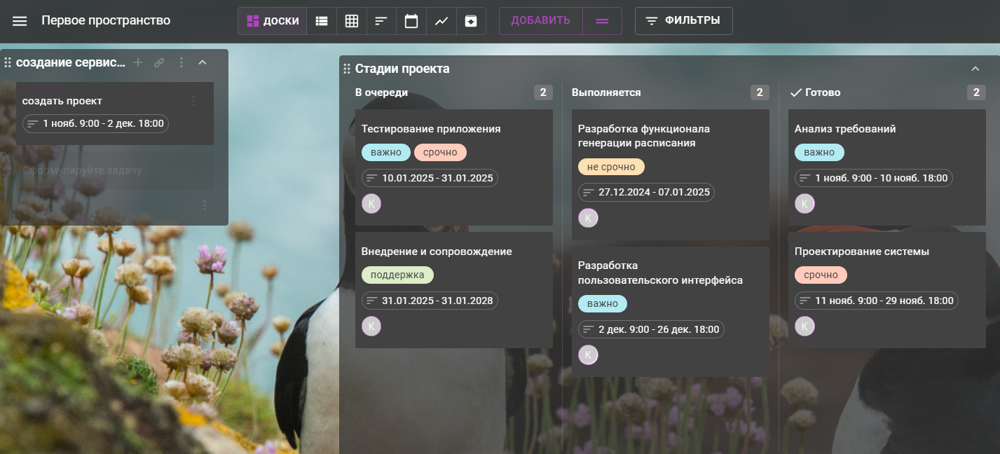 Первое пространство
ДОСКИ
ДОБАВИТЬ
ФИЛЬТРЫ
создание сервис...
создать проект
1 нояб. 9:00 - 2 дек. 18:00
Сформулируйте задачу
Стадии проекта
В очереди
2
Тестирование приложения
важно
срочно
10.01.2025 - 31.01.2025
K
Внедрение и сопровождение
поддержка
31.01.2025 - 31.01.2028
K
Выполняется
2
Разработка функционала
генерации расписания
не срочно
27.12.2024 - 07.01.2025
K
Разработка
пользовательского интерфейса
важно
2 дек. 9:00 - 26 дек. 18:00
K
Готово
2
Анализ требований
важно
1 нояб. 9:00 - 10 нояб. 18:00
K
Проектирование системы
срочно
11 нояб. 9:00 - 29 нояб. 18:00
K